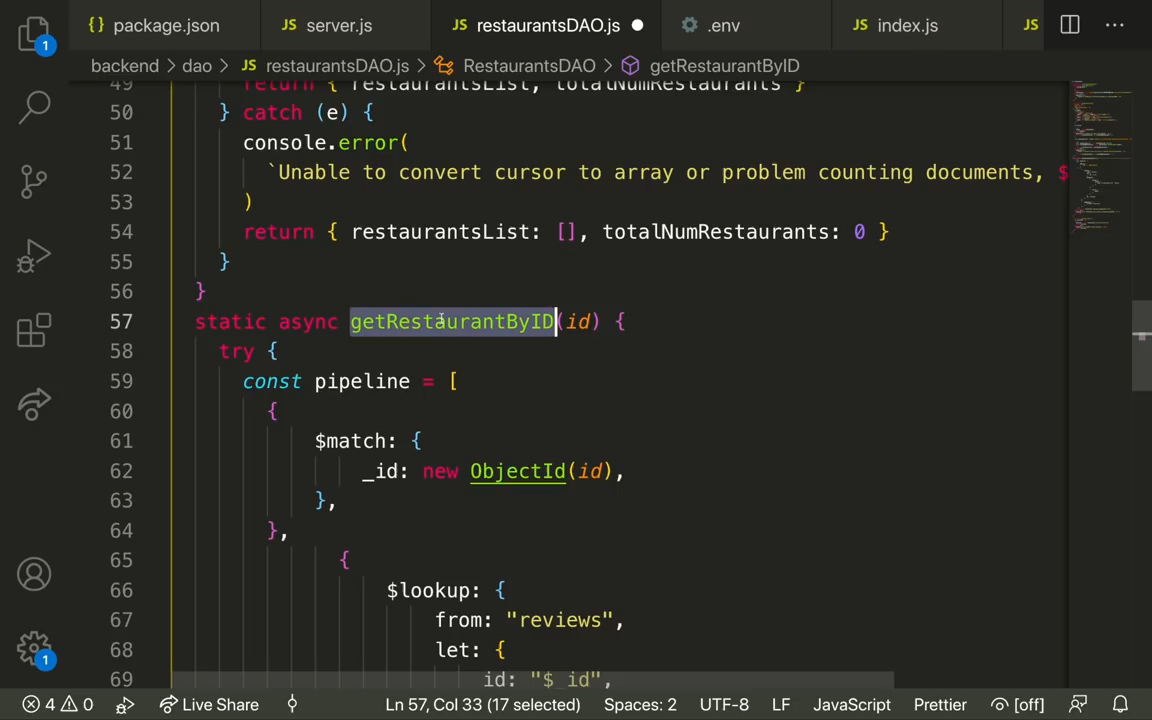 package.json server.js restaurantsDAO.js .env index.js JS
backend > dao > JS restaurantsDAO.js > RestaurantsDAO > getRestaurantByID
49 return { restaurantsList, totalNumRestaurants }
50 } catch (e) {
51 console.error(
52 `Unable to convert cursor to array or problem counting documents, $
53 )
54 return { restaurantsList: [], totalNumRestaurants: 0 }
55 }
56 }
57 static async getRestaurantByID(id) {
58 try {
59 const pipeline = [
60 {
61 $match: {
62 _id: new ObjectId(id),
63 },
64 },
65 {
66 $lookup: {
67 from: "reviews",
68 let: {
69 id: "$_id",
4 0 Live Share Ln 57, Col 33 (17 selected) Spaces: 2 UTF-8 LF JavaScript Prettier [off]